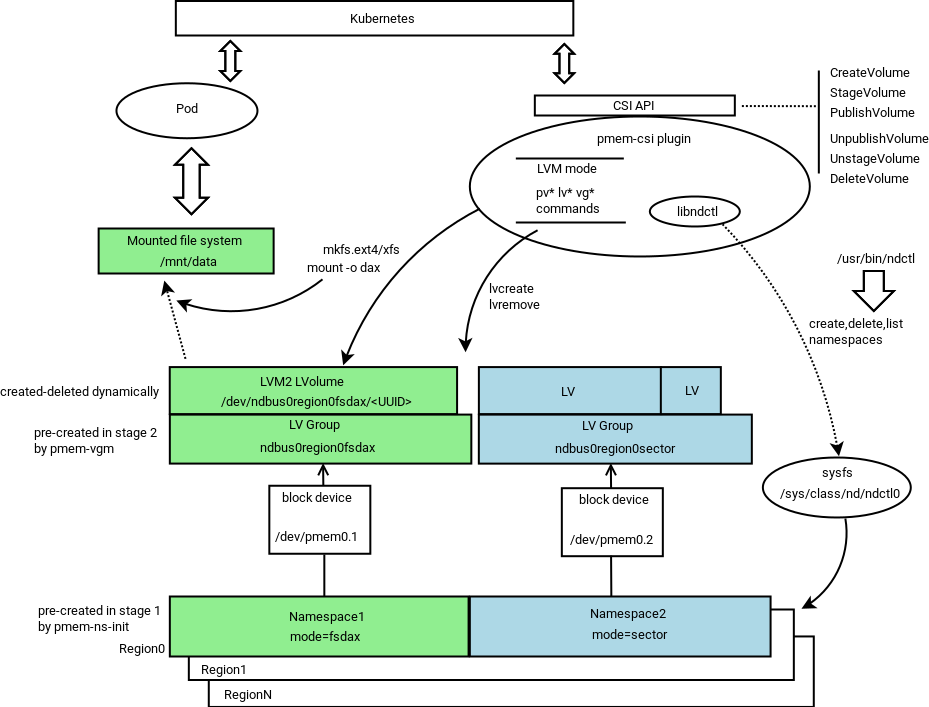 Kubernetes
Pod
CSI API
CreateVolume
StageVolume
PublishVolume
UnpublishVolume
UnstageVolume
DeleteVolume
pmem-csi plugin
LVM mode
pv* lv* vg*
commands
libndctl
Mounted file system
/mnt/data
mkfs.ext4/xfs
mount -o dax
lvcreate
lvremove
/usr/bin/ndctl
create,delete,list
namespaces
created-deleted dynamically
LVM2 LVolume
/dev/ndbus0region0fsdax/<UUID>
LV
LV
pre-created in stage 2
by pmem-vgm
LV Group
ndbus0region0fsdax
LV Group
ndbus0region0sector
sysfs
/sys/class/nd/ndctl0
block device
/dev/pmem0.1
block device
/dev/pmem0.2
pre-created in stage 1
by pmem-ns-init
Namespace1
mode=fsdax
Namespace2
mode=sector
Region0
Region1
RegionN